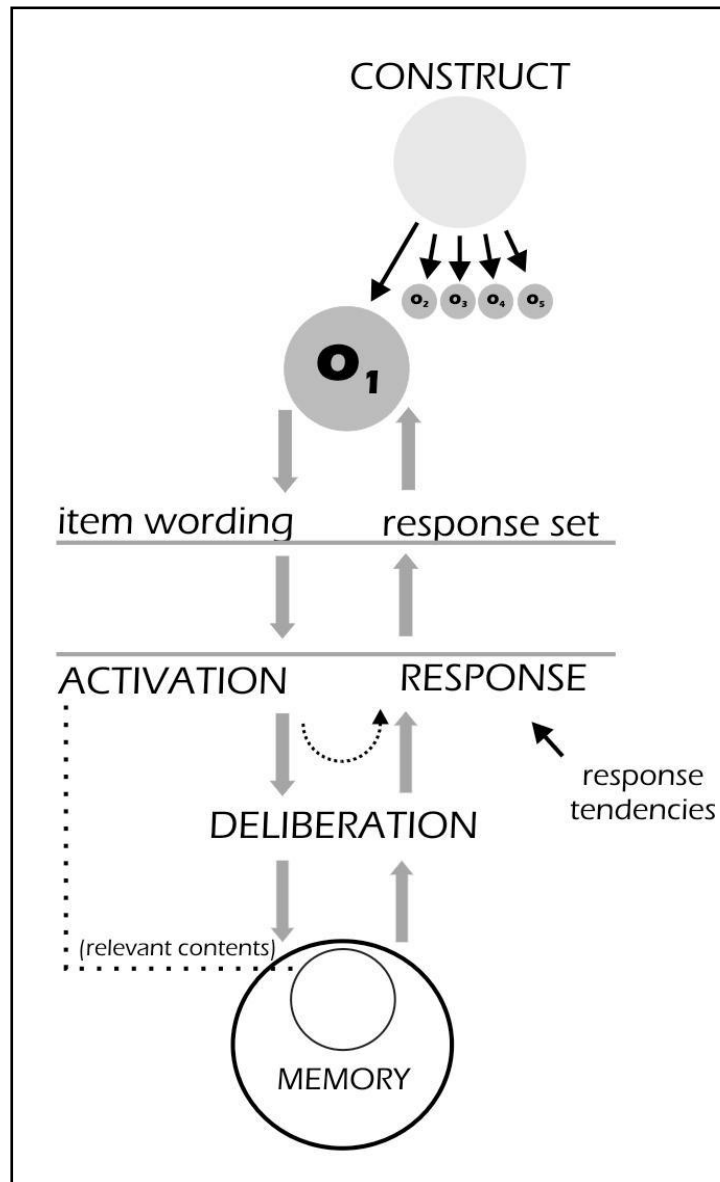 CONSTRUCT
O₂ O₃ O₄ O₅
O₁
item wording response set
ACTIVATION RESPONSE
response
tendencies
DELIBERATION
(relevant contents)
MEMORY